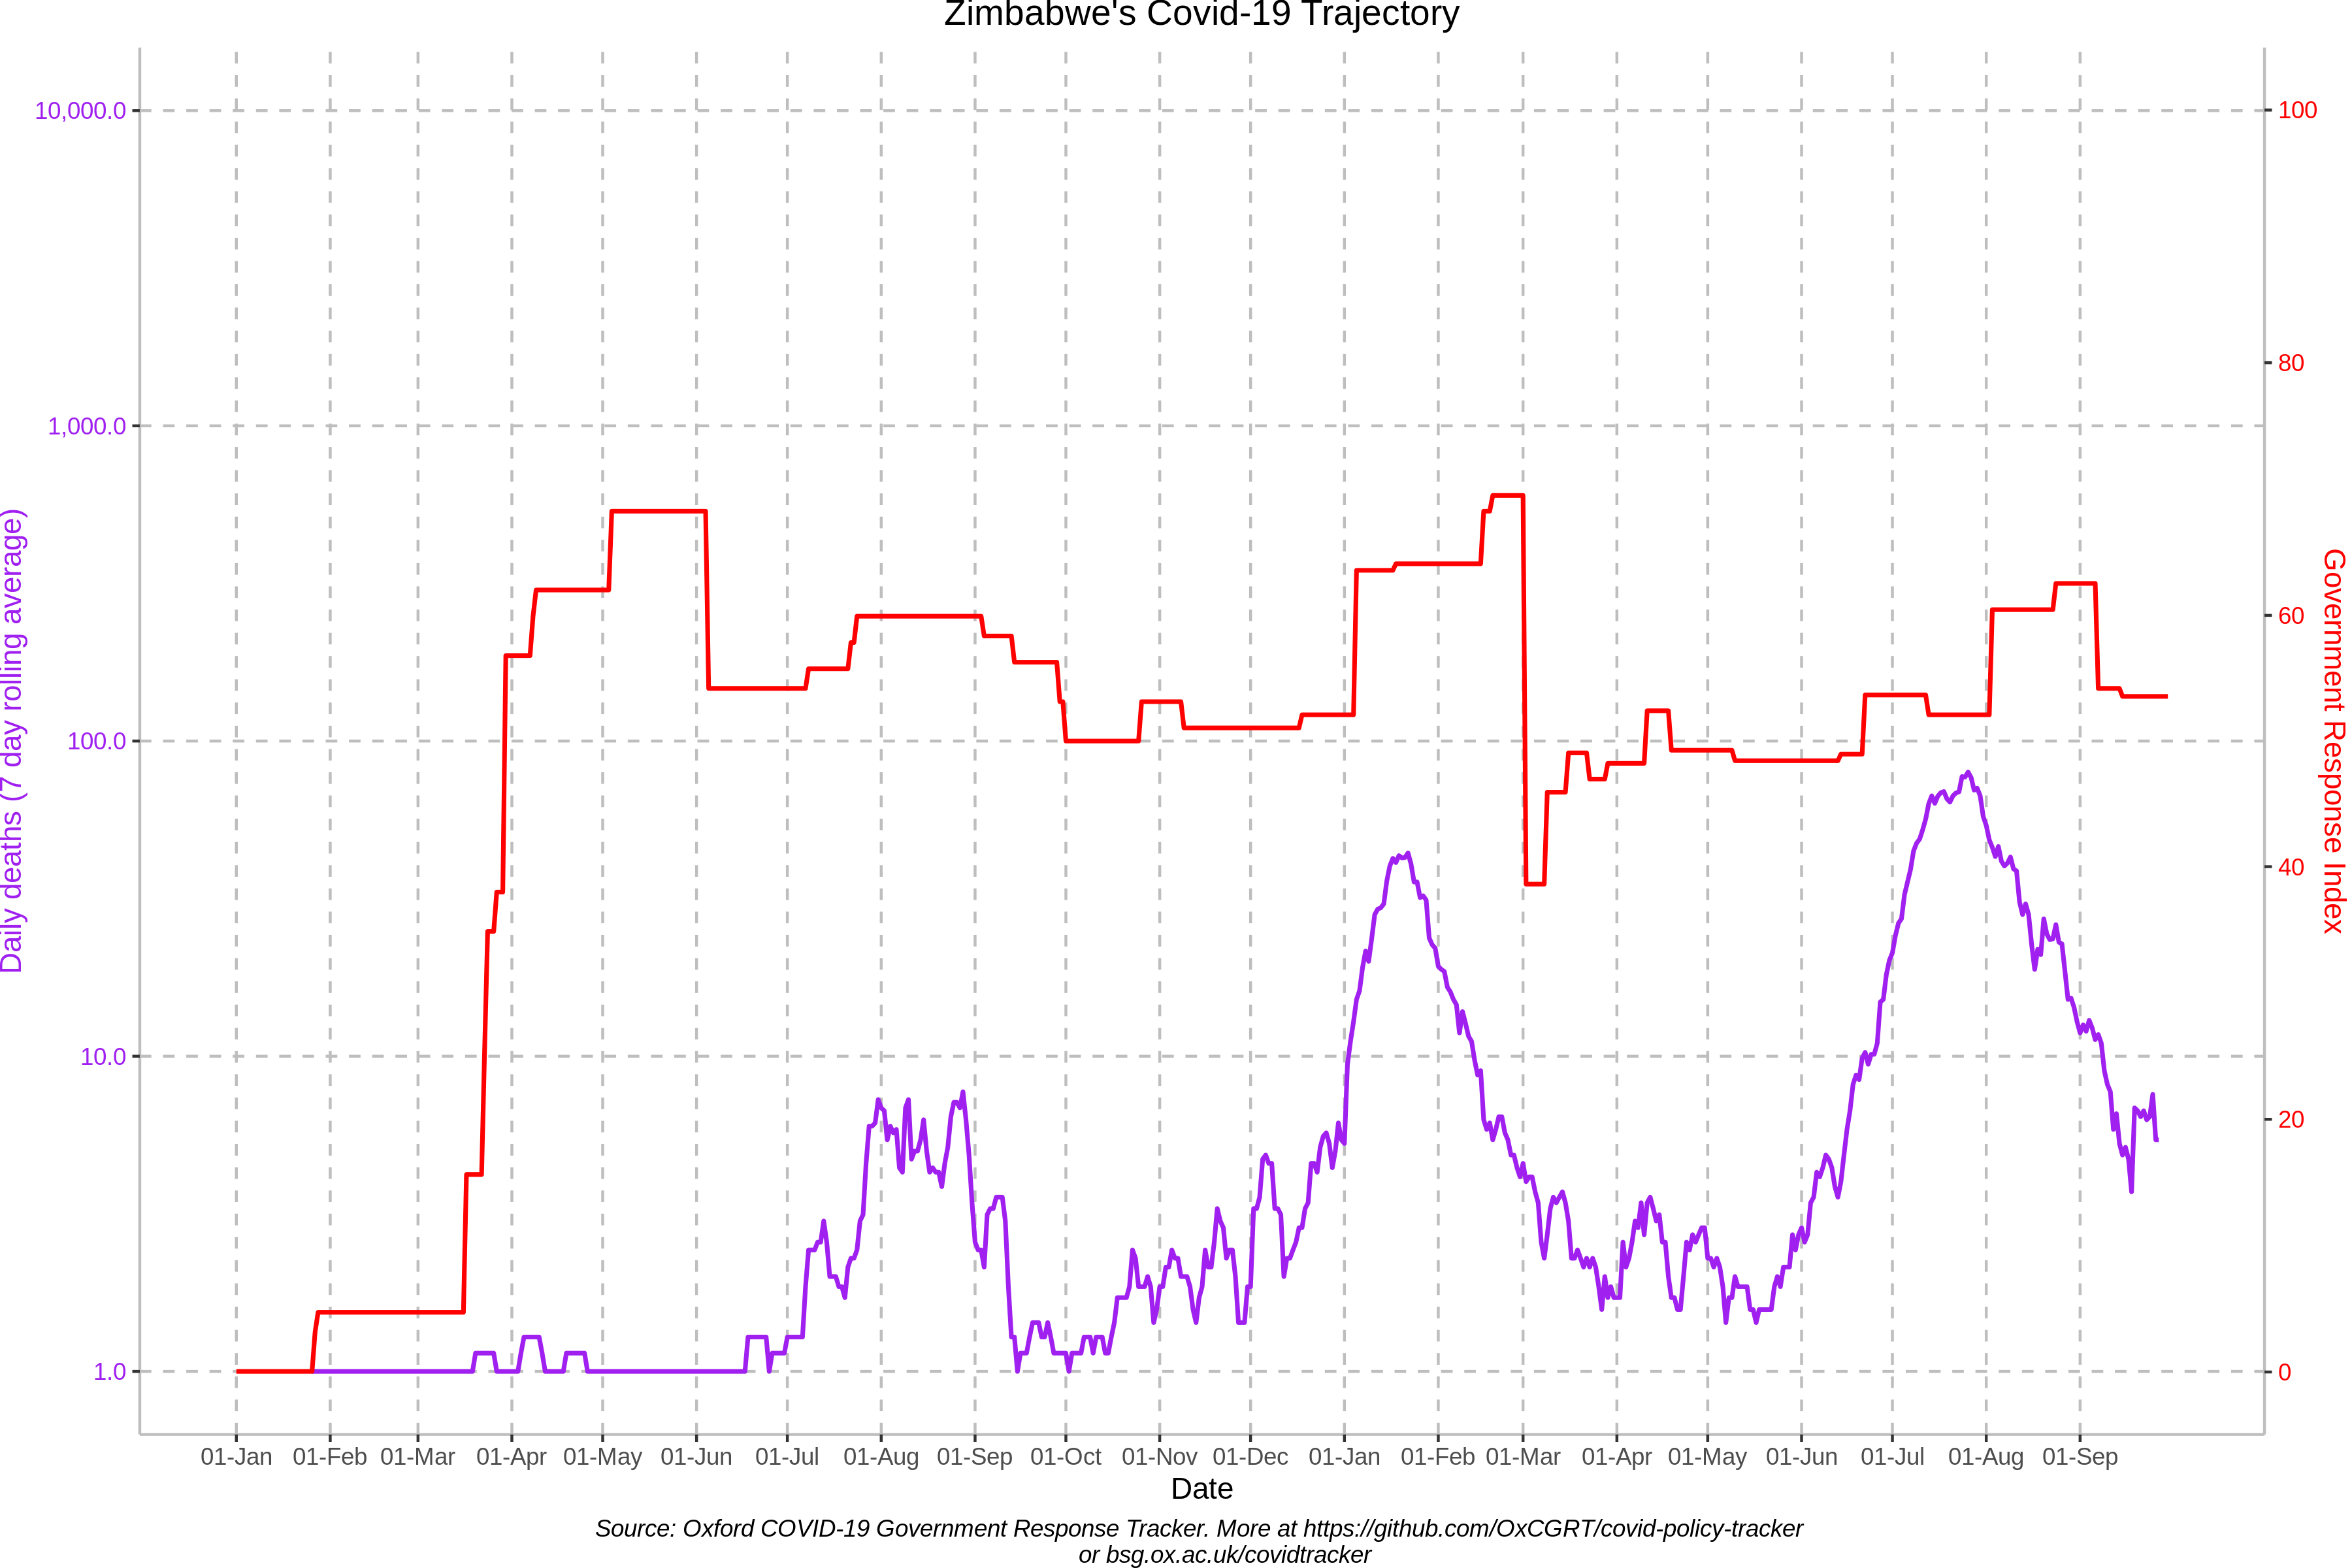 Zimbabwe's Covid-19 Trajectory
10,000.0
1,000.0
100.0
10.0
1.0
Daily deaths (7 day rolling average)
100
80
60
40
20
0
Government Response Index
01-Jan 01-Feb 01-Mar 01-Apr 01-May 01-Jun 01-Jul 01-Aug 01-Sep 01-Oct 01-Nov 01-Dec 01-Jan 01-Feb 01-Mar 01-Apr 01-May 01-Jun 01-Jul 01-Aug 01-Sep
Date
Source: Oxford COVID-19 Government Response Tracker. More at https://github.com/OxCGRT/covid-policy-tracker
or bsg.ox.ac.uk/covidtracker